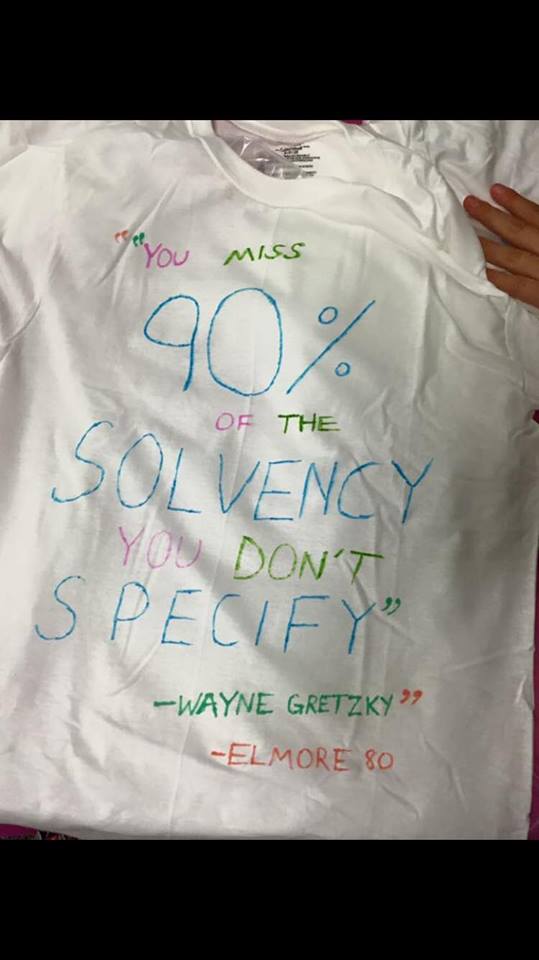 ““YOU MISS
90%
OF THE
SOLVENCY
YOU DON'T
SPECIFY”
-WAYNE GRETZKY”
-ELMORE 80